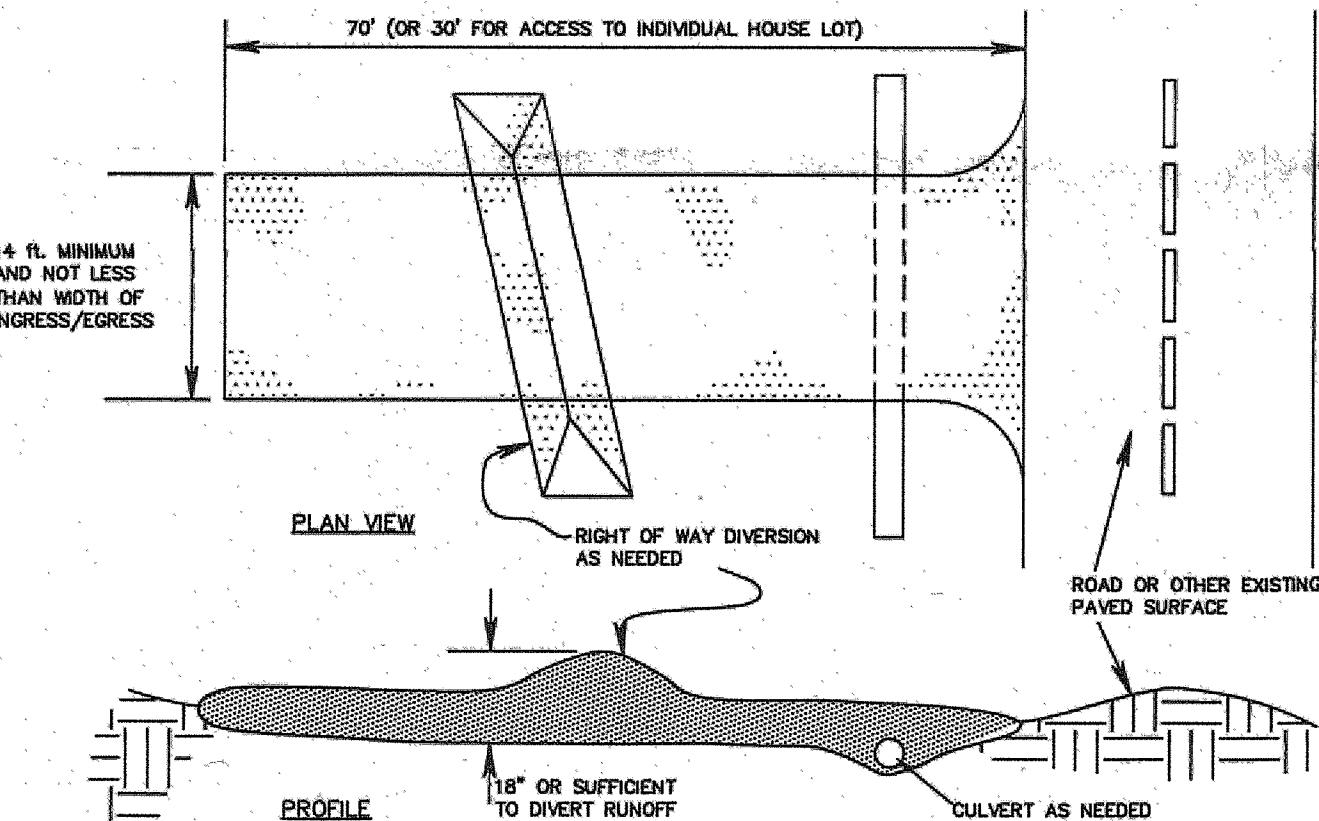 70' (OR 30' FOR ACCESS TO INDIVIDUAL HOUSE LOT)
4 ft. MINIMUM
AND NOT LESS
THAN WIDTH OF
INGRESS/EGRESS
PLAN VIEW
RIGHT OF WAY DIVERSION
AS NEEDED
ROAD OR OTHER EXISTING
PAVED SURFACE
18" OR SUFFICIENT
TO DIVERT RUNOFF
PROFILE
CULVERT AS NEEDED